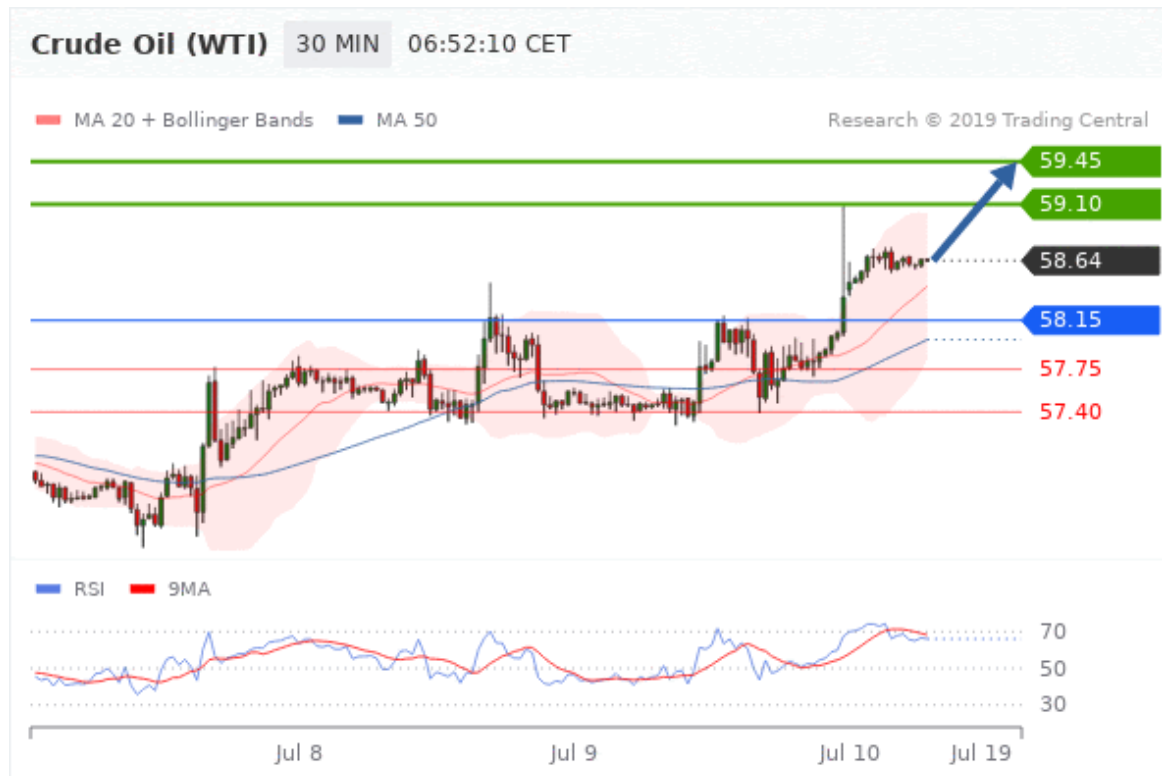 Crude Oil (WTI) 30 MIN 06:52:10 CET
MA 20 + Bollinger Bands MA 50 Research © 2019 Trading Central
59.45
59.10
58.64
58.15
57.75
57.40
RSI 9MA
70
50
30
Jul 8 Jul 9 Jul 10 Jul 19